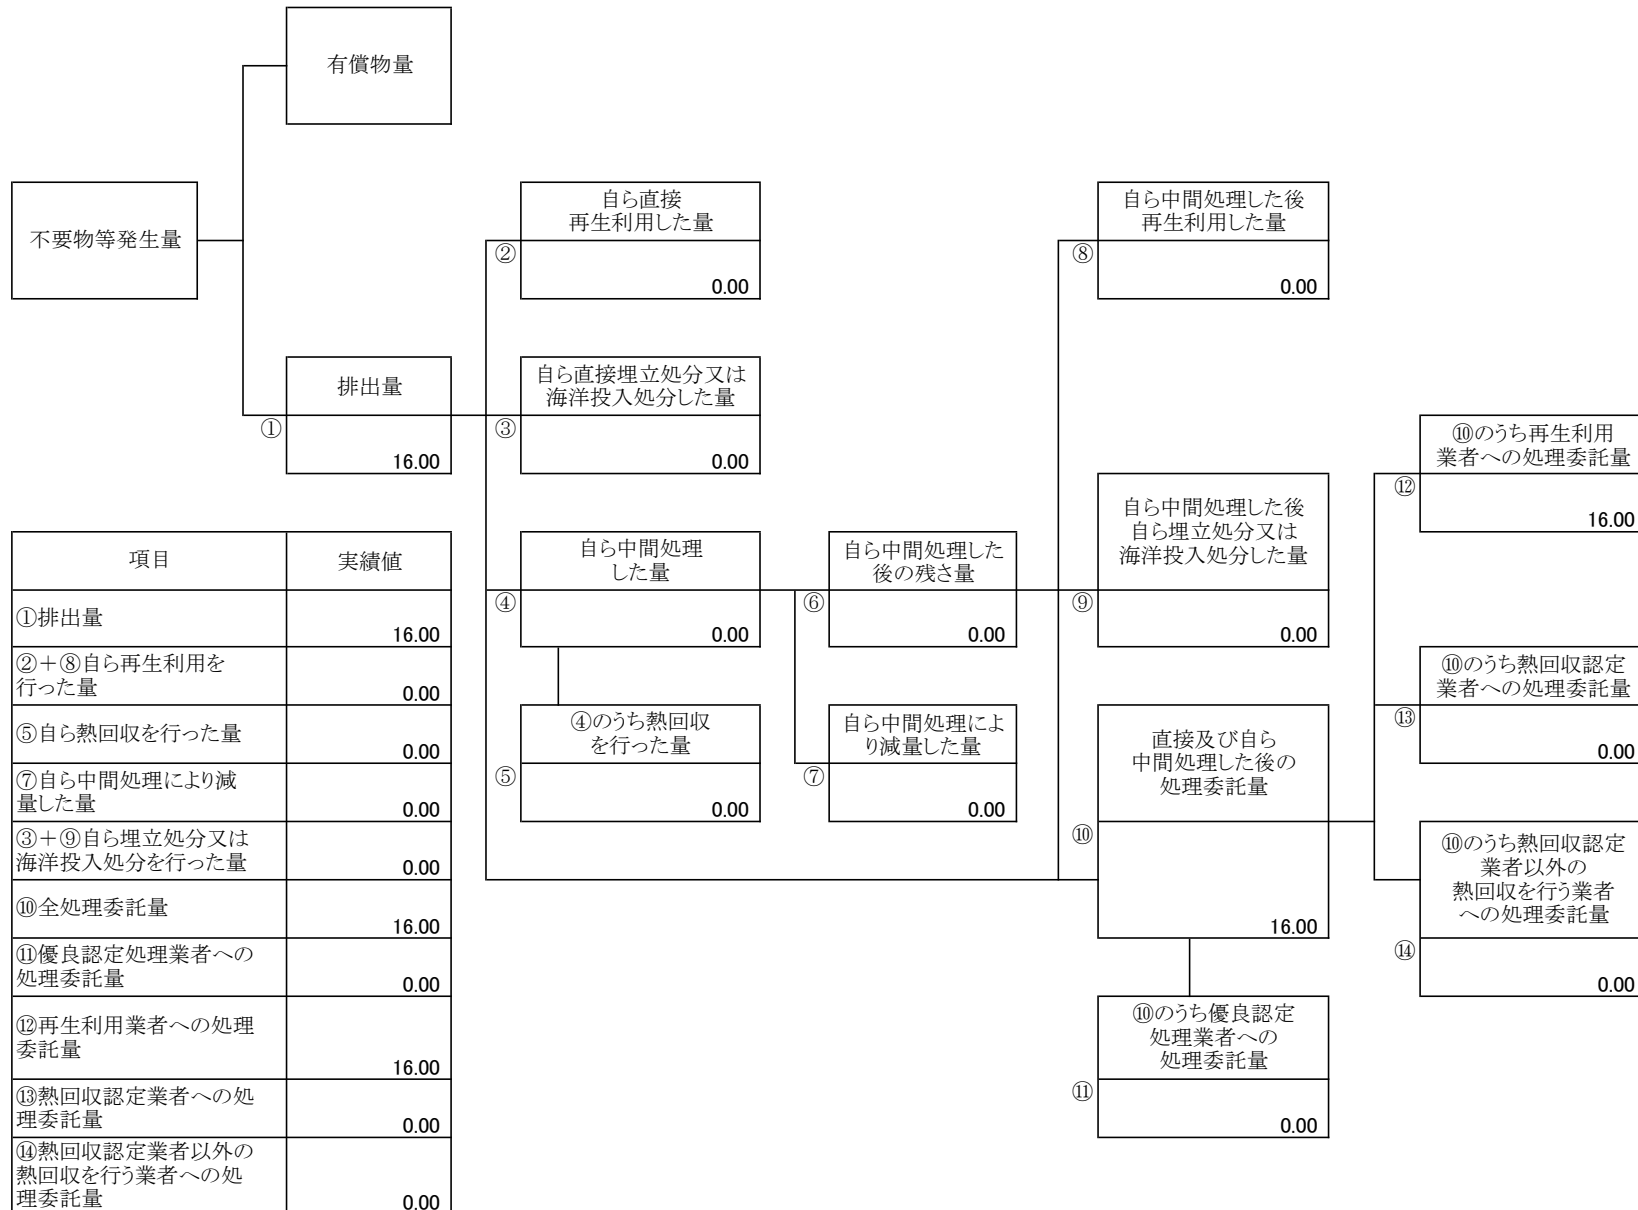 有償物量
不要物等発生量
排出量
①
16.00
自ら直接
再生利用した量
②
0.00
自ら直接埋立処分又は
海洋投入処分した量
③
0.00
自ら中間処理
した量
④
0.00
④のうち熱回収
を行った量
⑤
0.00
自ら中間処理した
後の残さ量
⑥
0.00
自ら中間処理によ
り減量した量
⑦
0.00
自ら中間処理した後
再生利用した量
⑧
0.00
自ら中間処理した後
自ら埋立処分又は
海洋投入処分した量
⑨
0.00
直接及び自ら
中間処理した後の
処理委託量
⑩
16.00
⑩のうち優良認定
処理業者への
処理委託量
⑪
0.00
⑩のうち再生利用
業者への処理委託量
⑫
16.00
⑩のうち熱回収認定
業者への処理委託量
⑬
0.00
⑩のうち熱回収認定
業者以外の
熱回収を行う業者
への処理委託量
⑭
0.00
項目 実績値
①排出量
16.00
②＋⑧自ら再生利用を
行った量
0.00
⑤自ら熱回収を行った量
0.00
⑦自ら中間処理により減
量した量
0.00
③＋⑨自ら埋立処分又は
海洋投入処分を行った量
0.00
⑩全処理委託量
16.00
⑪優良認定処理業者への
処理委託量
0.00
⑫再生利用業者への処理
委託量
16.00
⑬熱回収認定業者への処
理委託量
0.00
⑭熱回収認定業者以外の
熱回収を行う業者への処
理委託量
0.00